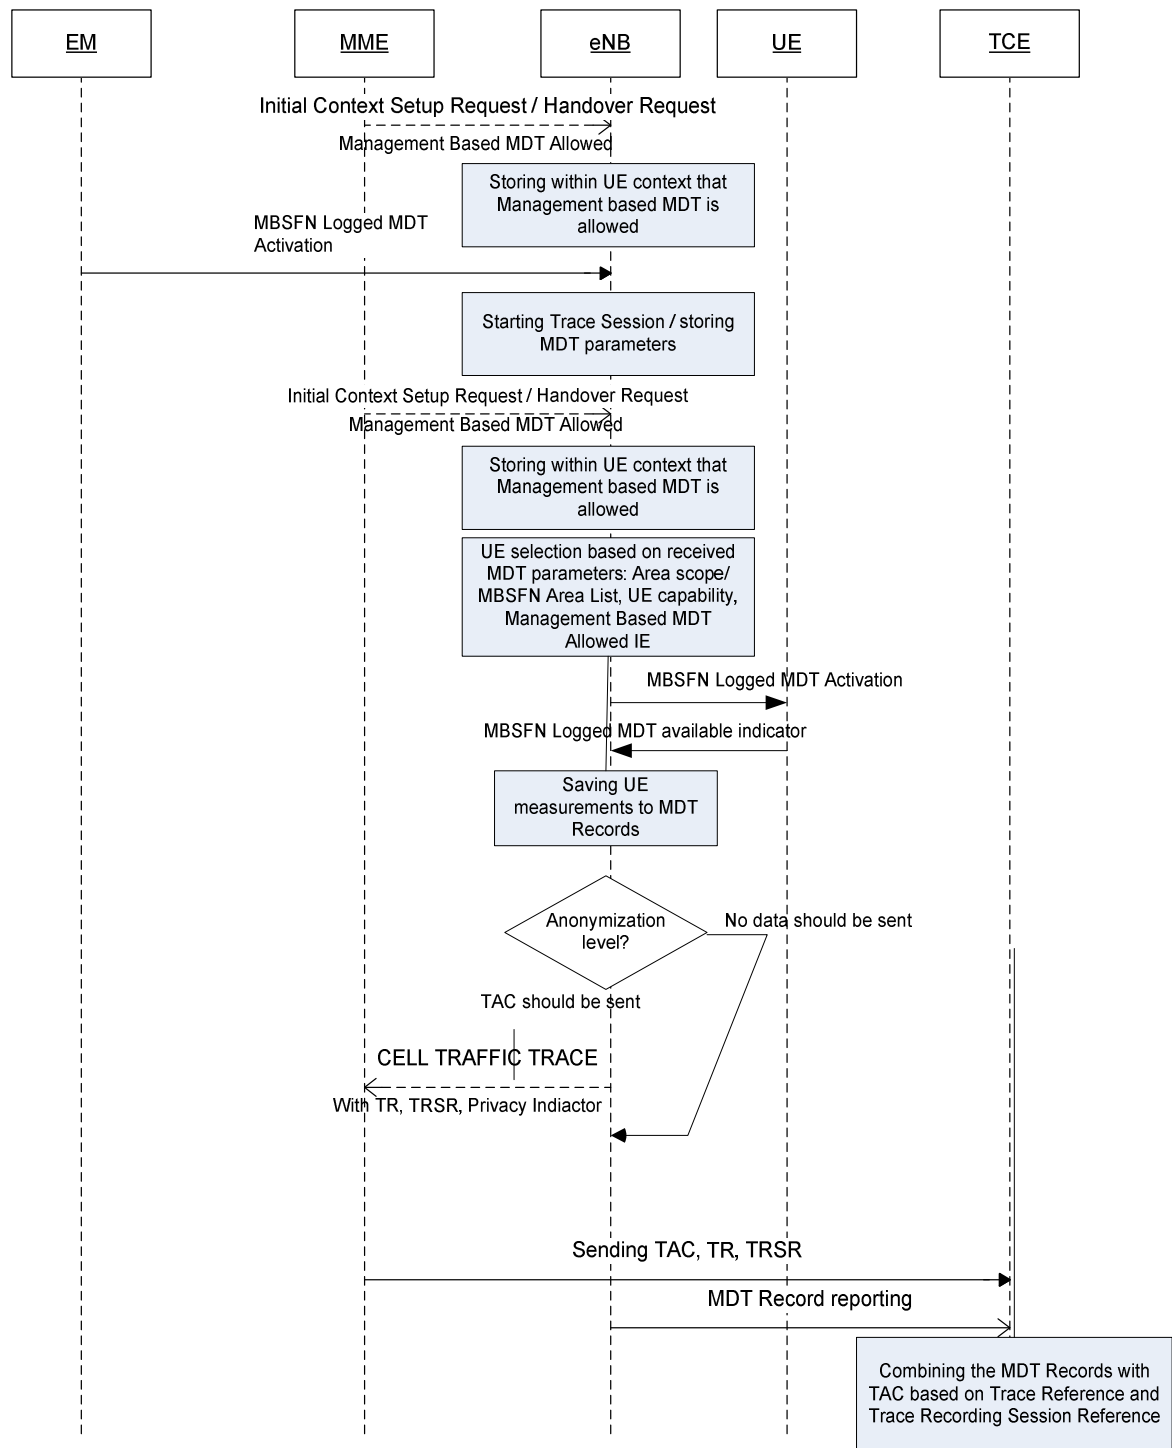 EM
MME
eNB
UE
TCE
Initial Context Setup Request / Handover Request
Management Based MDT Allowed
Storing within UE context that
Management based MDT is
allowed
MBSFN Logged MDT
Activation
Starting Trace Session / storing
MDT parameters
Initial Context Setup Request / Handover Request
Management Based MDT Allowed
Storing within UE context that
Management based MDT is
allowed
UE selection based on received
MDT parameters: Area scope/
MBSFN Area List, UE capability,
Management Based MDT
Allowed IE
MBSFN Logged MDT Activation
MBSFN Logged MDT available indicator
Saving UE
measurements to MDT
Records
Anonymization
level?
No data should be sent
TAC should be sent
CELL TRAFFIC TRACE
With TR, TRSR, Privacy Indiactor
Sending TAC, TR, TRSR
MDT Record reporting
Combining the MDT Records with
TAC based on Trace Reference and
Trace Recording Session Reference